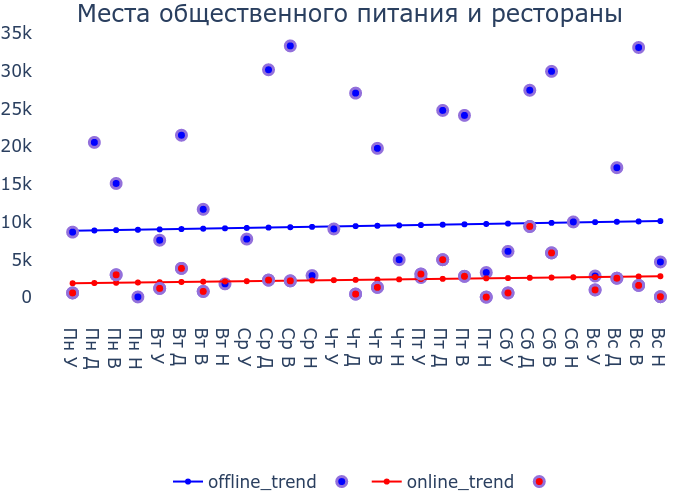 Места общественного питания и рестораны
35k
30k
25k
20k
15k
10k
5k
0
Пн У
Пн Д
Пн В
Пн Н
Вт У
Вт Д
Вт В
Вт Н
Ср У
Ср Д
Ср В
Ср Н
Чт У
Чт Д
Чт В
Чт Н
Пт У
Пт Д
Пт В
Пт Н
Сб У
Сб Д
Сб В
Сб Н
Вс У
Вс Д
Вс В
Вс Н
offline_trend online_trend